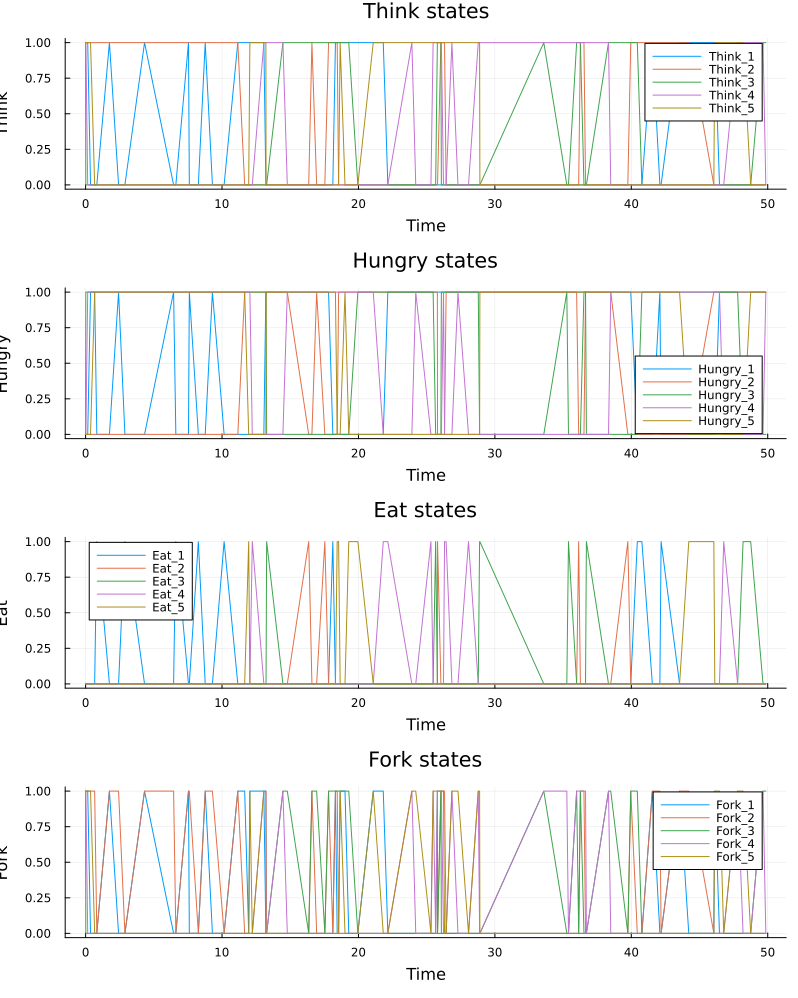 Think states
1.00
0.75
0.50
0.25
0.00
Think
Think_1
Think_2
Think_3
Think_4
Think_5
0 10 20 30 40 50
Time
Hungry states
1.00
0.75
0.50
0.25
0.00
Hungry
Hungry_1
Hungry_2
Hungry_3
Hungry_4
Hungry_5
0 10 20 30 40 50
Time
Eat states
1.00
0.75
0.50
0.25
0.00
Eat
Eat_1
Eat_2
Eat_3
Eat_4
Eat_5
0 10 20 30 40 50
Time
Fork states
1.00
0.75
0.50
0.25
0.00
Fork
Fork_1
Fork_2
Fork_3
Fork_4
Fork_5
0 10 20 30 40 50
Time